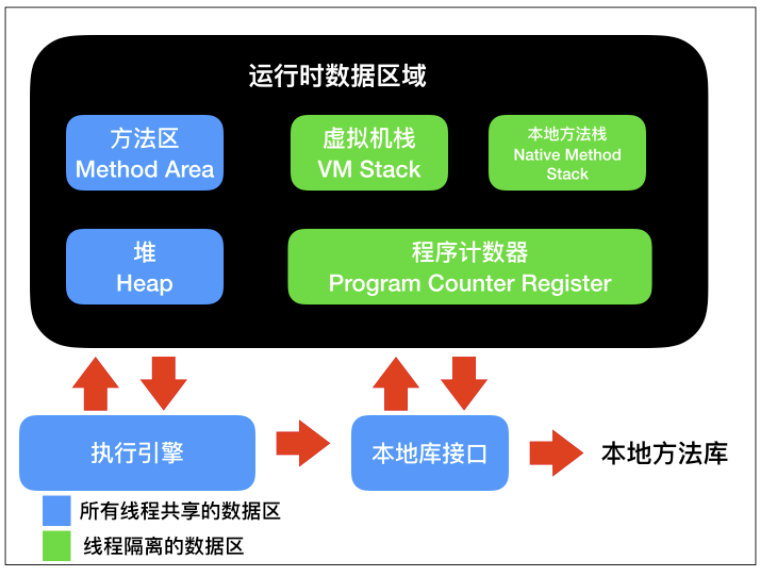 运行时数据区域
方法区
Method Area
虚拟机栈
VM Stack
本地方法栈
Native Method
Stack
堆
Heap
程序计数器
Program Counter Register
执行引擎
本地库接口
本地方法库
所有线程共享的数据区
线程隔离的数据区